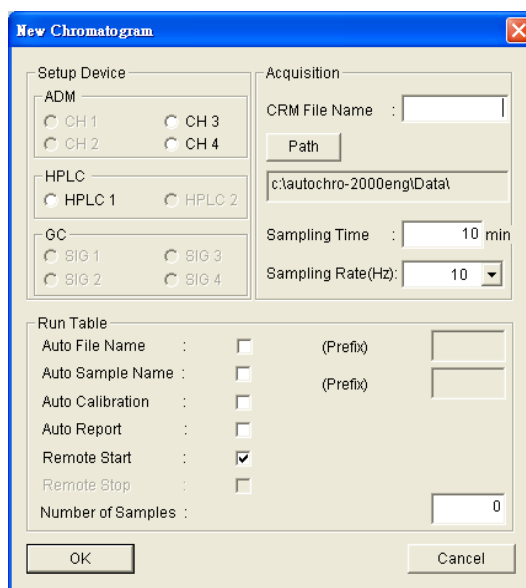 New Chromatogram
Setup Device
ADM
CH 1
CH 3
CH 2
CH 4
HPLC
HPLC 1
HPLC 2
GC
SIG 1
SIG 3
SIG 2
SIG 4
Acquisition
CRM File Name :
Path
c:\autochro-2000eng\Data\
Sampling Time : 10 min
Sampling Rate(Hz): 10
Run Table
Auto File Name : (Prefix)
Auto Sample Name : (Prefix)
Auto Calibration :
Auto Report :
Remote Start :
Remote Stop :
Number of Samples : 0
OK
Cancel